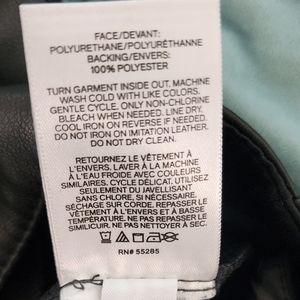 FACE/DEVANT:
POLYURETHANE/POLYURÉTHANNE
BACKING/ENVERS:
100% POLYESTER
TURN GARMENT INSIDE OUT. MACHINE
WASH COLD WITH LIKE COLORS.
GENTLE CYCLE. ONLY NON-CHLORINE
BLEACH WHEN NEEDED. LINE DRY.
COOL IRON ON REVERSE IF NEEDED.
DO NOT IRON ON IMITATION LEATHER.
DO NOT DRY CLEAN.
RETOURNEZ LE VÊTEMENT À
L'ENVERS. LAVER À LA MACHINE
À L'EAU FROIDE AVEC COULEURS
SIMILAIRES. CYCLE DÉLICAT. UTILISEZ
SEULEMENT DU JAVELLISANT
SANS CHLORE, SI NÉCESSAIRE.
SÉCHAGE SUR CORDE. REPASSER À
L'ENVERS ET À BASSE
TEMPÉRATURE. NE PAS REPASSER LE
SIMILICUIR. NE PAS NETTOYER À SEC.
RN# 55285